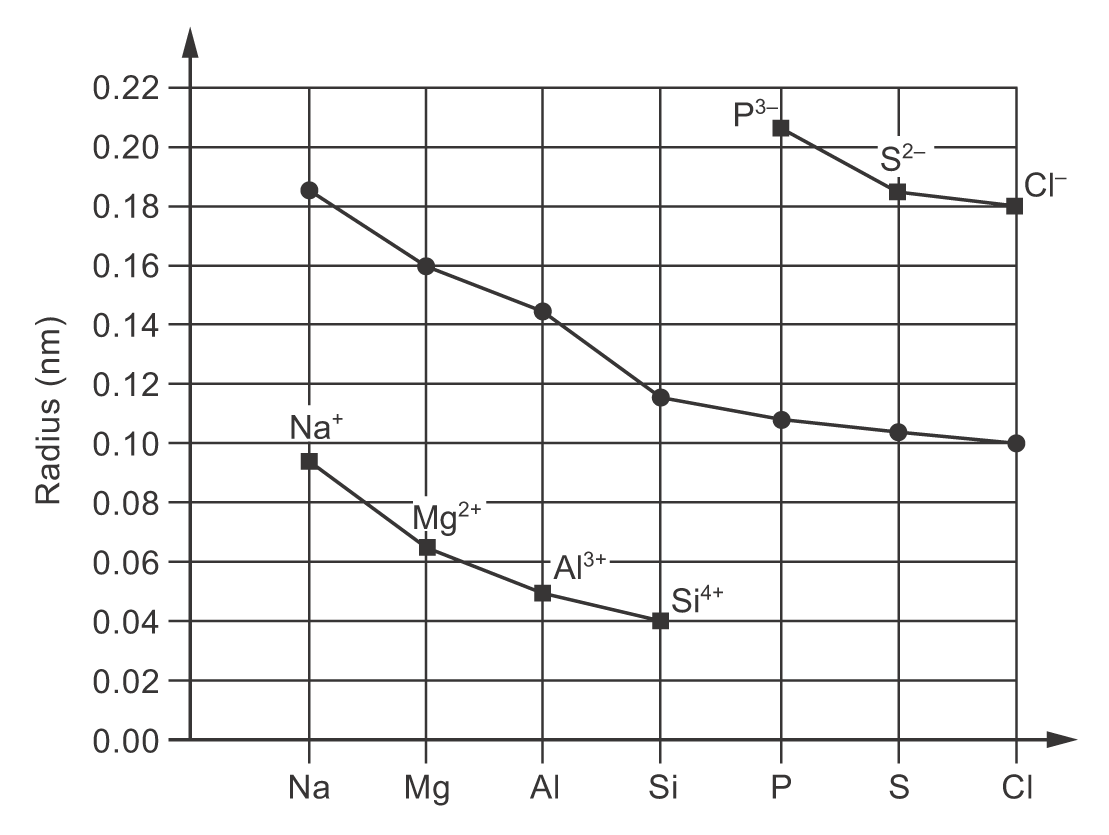 0.22
0.20
0.18
0.16
0.14
0.12
0.10
0.08
0.06
0.04
0.02
0.00
Radius (nm)
P³⁻
S²⁻
Cl⁻
Na⁺
Mg²⁺
Al³⁺
Si⁴⁺
Na Mg Al Si P S Cl